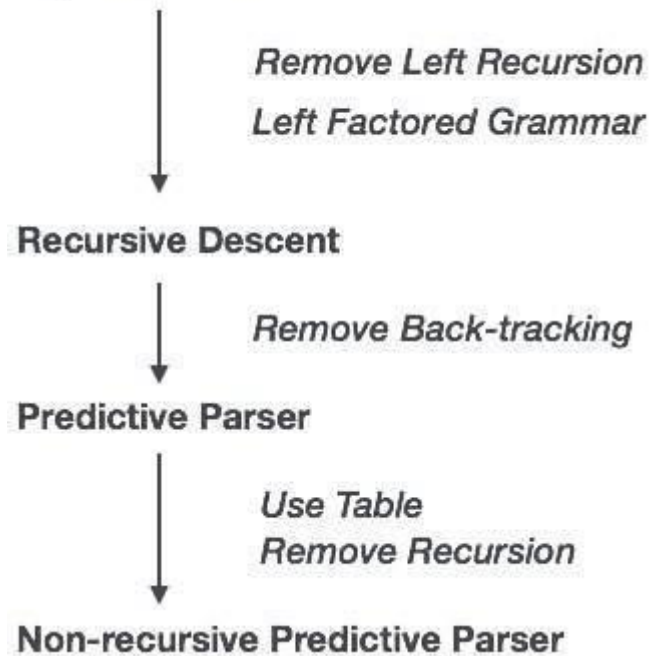 Remove Left Recursion
Left Factored Grammar
Recursive Descent
Remove Back-tracking
Predictive Parser
Use Table
Remove Recursion
Non-recursive Predictive Parser